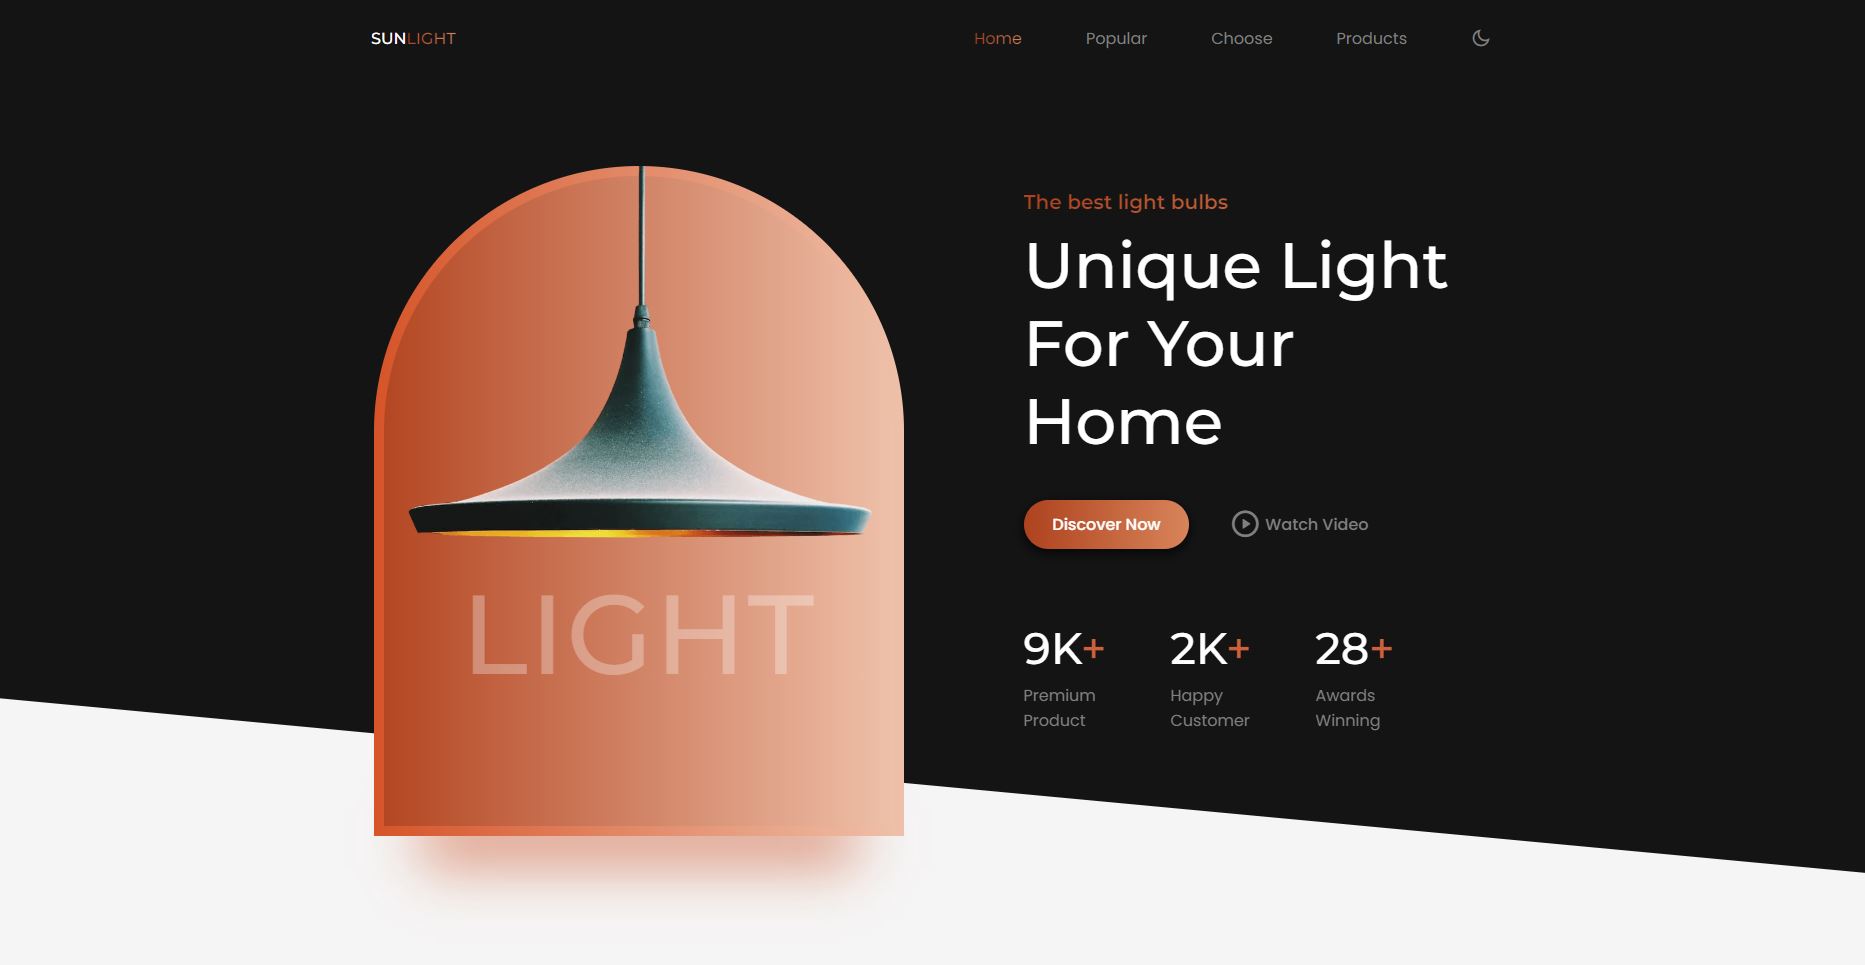 SUNLIGHT
Home Popular Choose Products
The best light bulbs
Unique Light
For Your
Home
Discover Now
Watch Video
LIGHT
9K+ 2K+ 28+
Premium Happy Awards
Product Customer Winning